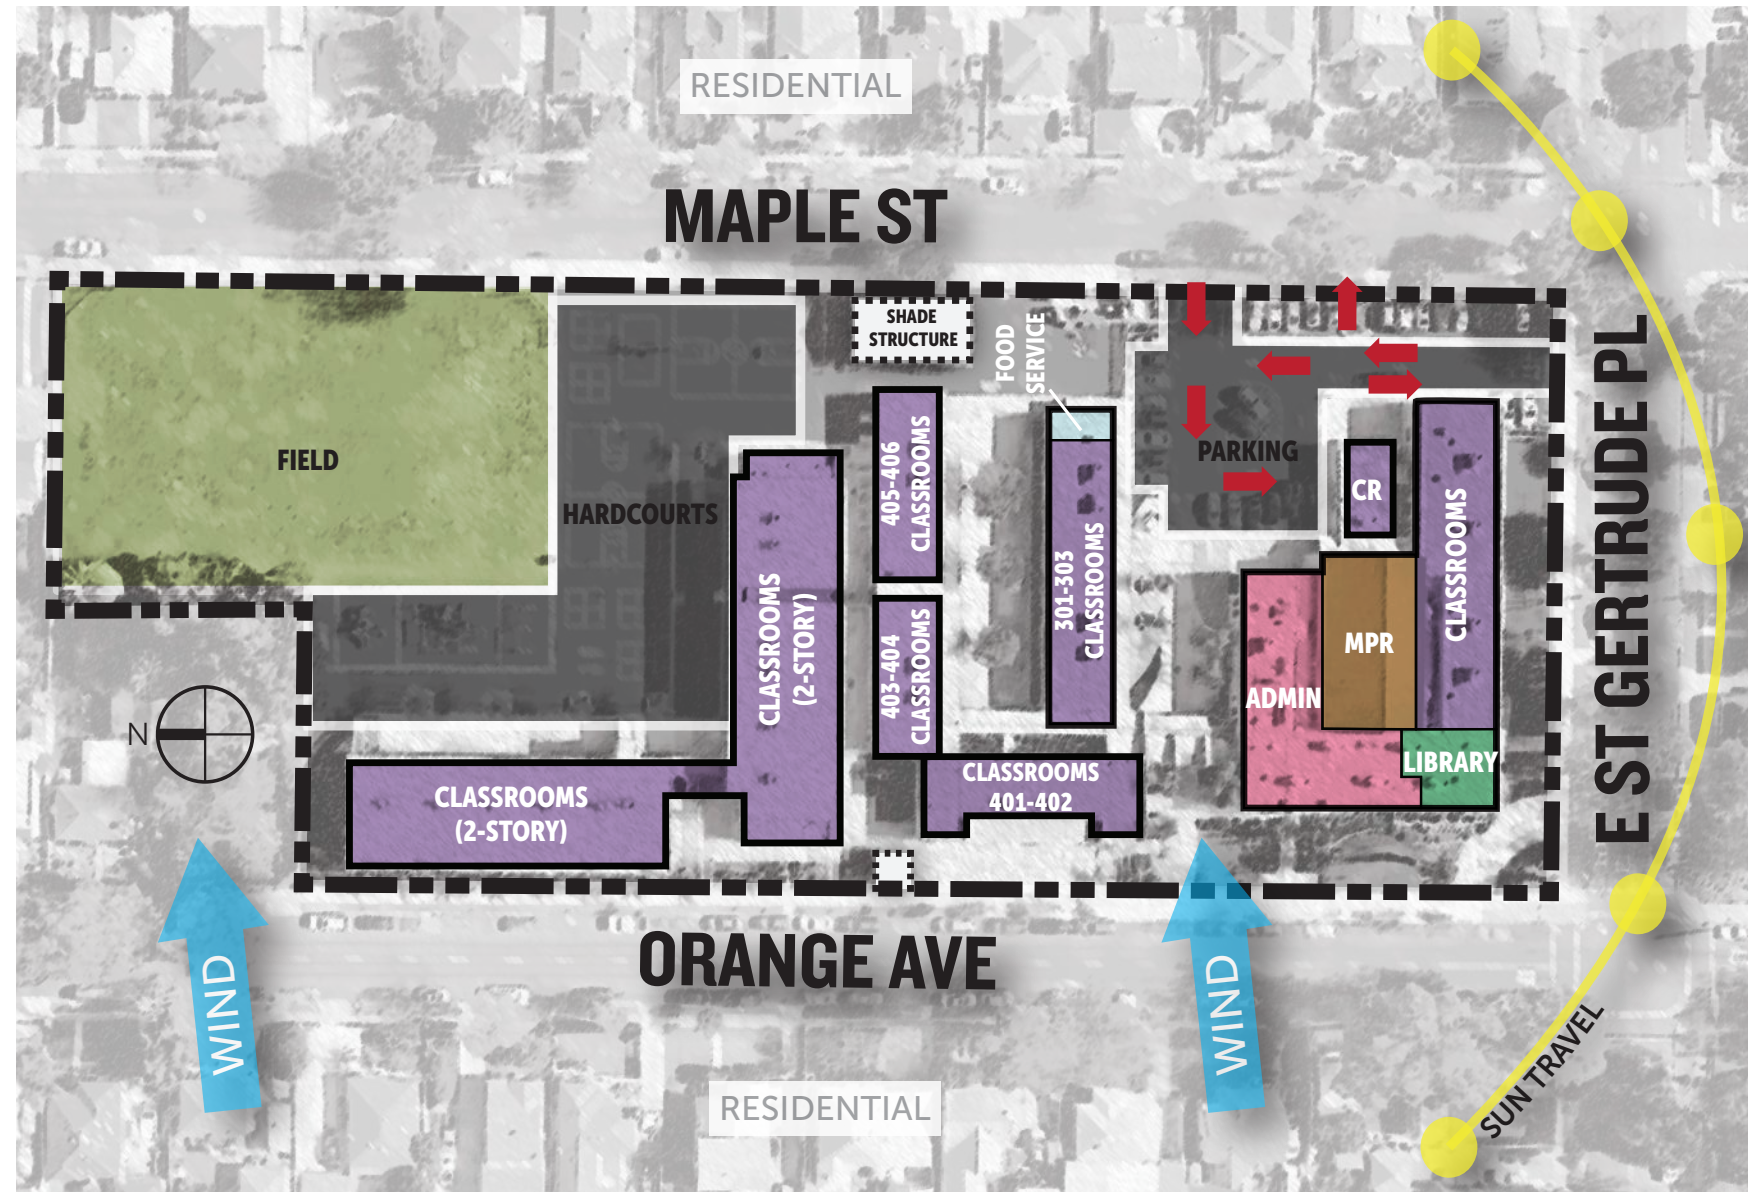 RESIDENTIAL
MAPLE ST
SHADE
STRUCTURE
FOOD
SERVICE
FIELD
HARDCOURTS
405-406
CLASSROOMS
PARKING
CR
CLASSROOMS
301-303
CLASSROOMS
E ST GERTRUDE PL
CLASSROOMS
(2-STORY)
403-404
CLASSROOMS
MPR
ADMIN
N
LIBRARY
CLASSROOMS
401-402
CLASSROOMS
(2-STORY)
ORANGE AVE
WIND
WIND
SUN TRAVEL
RESIDENTIAL